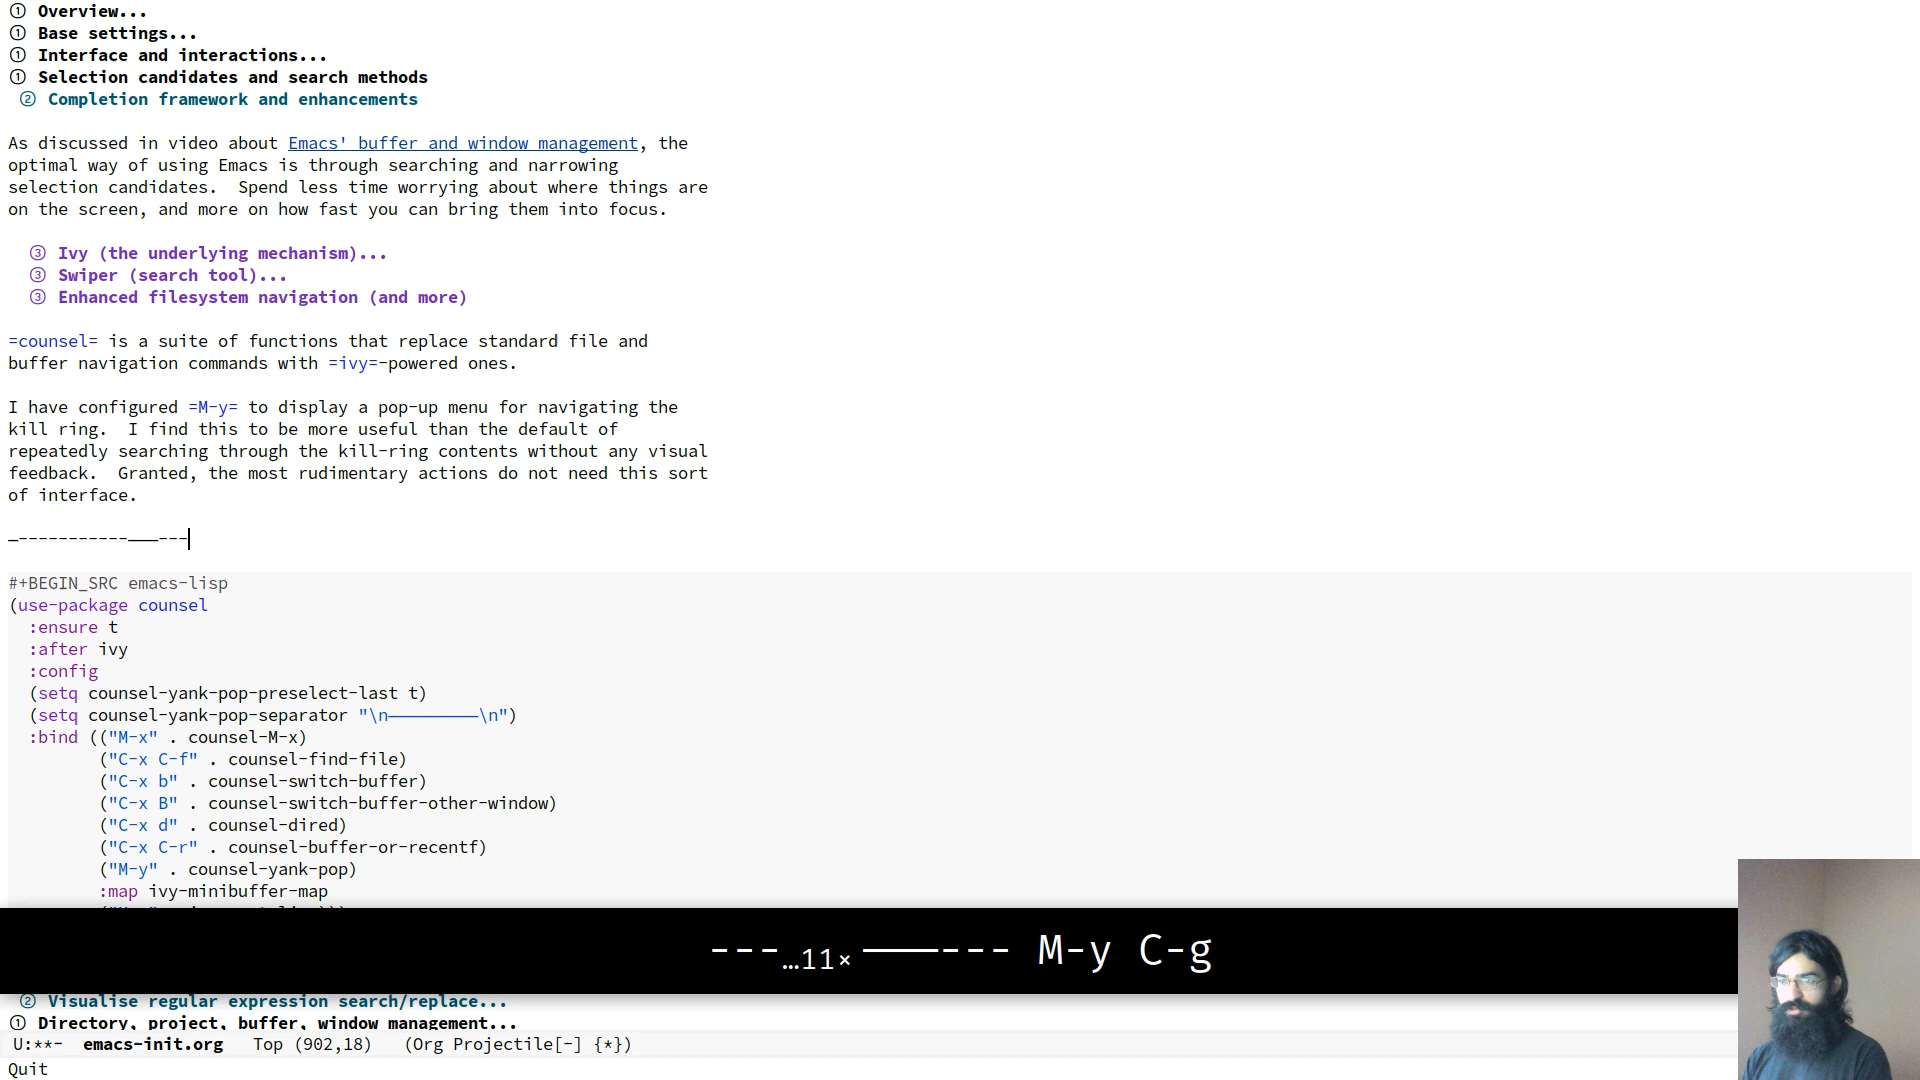 ① Overview...
① Base settings...
① Interface and interactions...
① Selection candidates and search methods
② Completion framework and enhancements
As discussed in video about Emacs' buffer and window management, the
optimal way of using Emacs is through searching and narrowing
selection candidates.  Spend less time worrying about where things are
on the screen, and more on how fast you can bring them into focus.
③ Ivy (the underlying mechanism)...
③ Swiper (search tool)...
③ Enhanced filesystem navigation (and more)
=counsel= is a suite of functions that replace standard file and
buffer navigation commands with =ivy=-powered ones.
I have configured =M-y= to display a pop-up menu for navigating the
kill ring.  I find this to be more useful than the default of
repeatedly searching through the kill-ring contents without any visual
feedback.  Granted, the most rudimentary actions do not need this sort
of interface.
—-----------———---
#+BEGIN_SRC emacs-lisp
(use-package counsel
:ensure t
:after ivy
:config
(setq counsel-yank-pop-preselect-last t)
(setq counsel-yank-pop-separator "\n—————————\n")
:bind (("M-x" . counsel-M-x)
("C-x C-f" . counsel-find-file)
("C-x b" . counsel-switch-buffer)
("C-x B" . counsel-switch-buffer-other-window)
("C-x d" . counsel-dired)
("C-x C-r" . counsel-buffer-or-recentf)
("M-y" . counsel-yank-pop)
:map ivy-minibuffer-map
---…11×———--- M-y C-g
② Visualise regular expression search/replace...
① Directory, project, buffer, window management...
U:**-  emacs-init.org   Top (902,18)   (Org Projectile[-] {*})
Quit